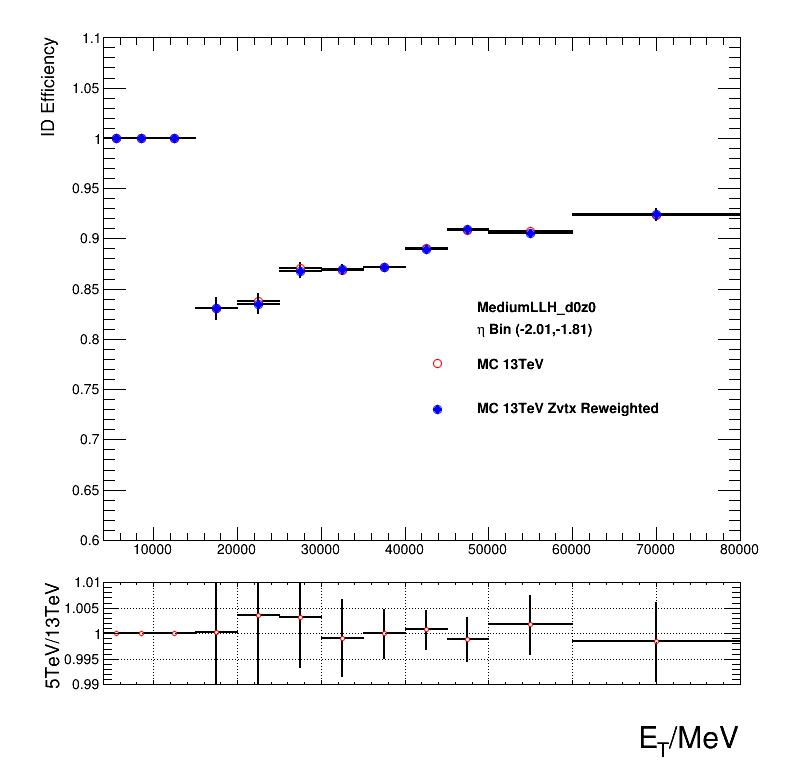 ID Efficiency
1.1
1.05
1
0.95
0.9
0.85
0.8
0.75
0.7
0.65
0.6
MediumLLH_d0z0
η Bin (-2.01,-1.81)
MC 13TeV
MC 13TeV Zvtx Reweighted
10000 20000 30000 40000 50000 60000 70000 80000
5TeV/13TeV
1.01
1.005
1
0.995
0.99
E_T/MeV